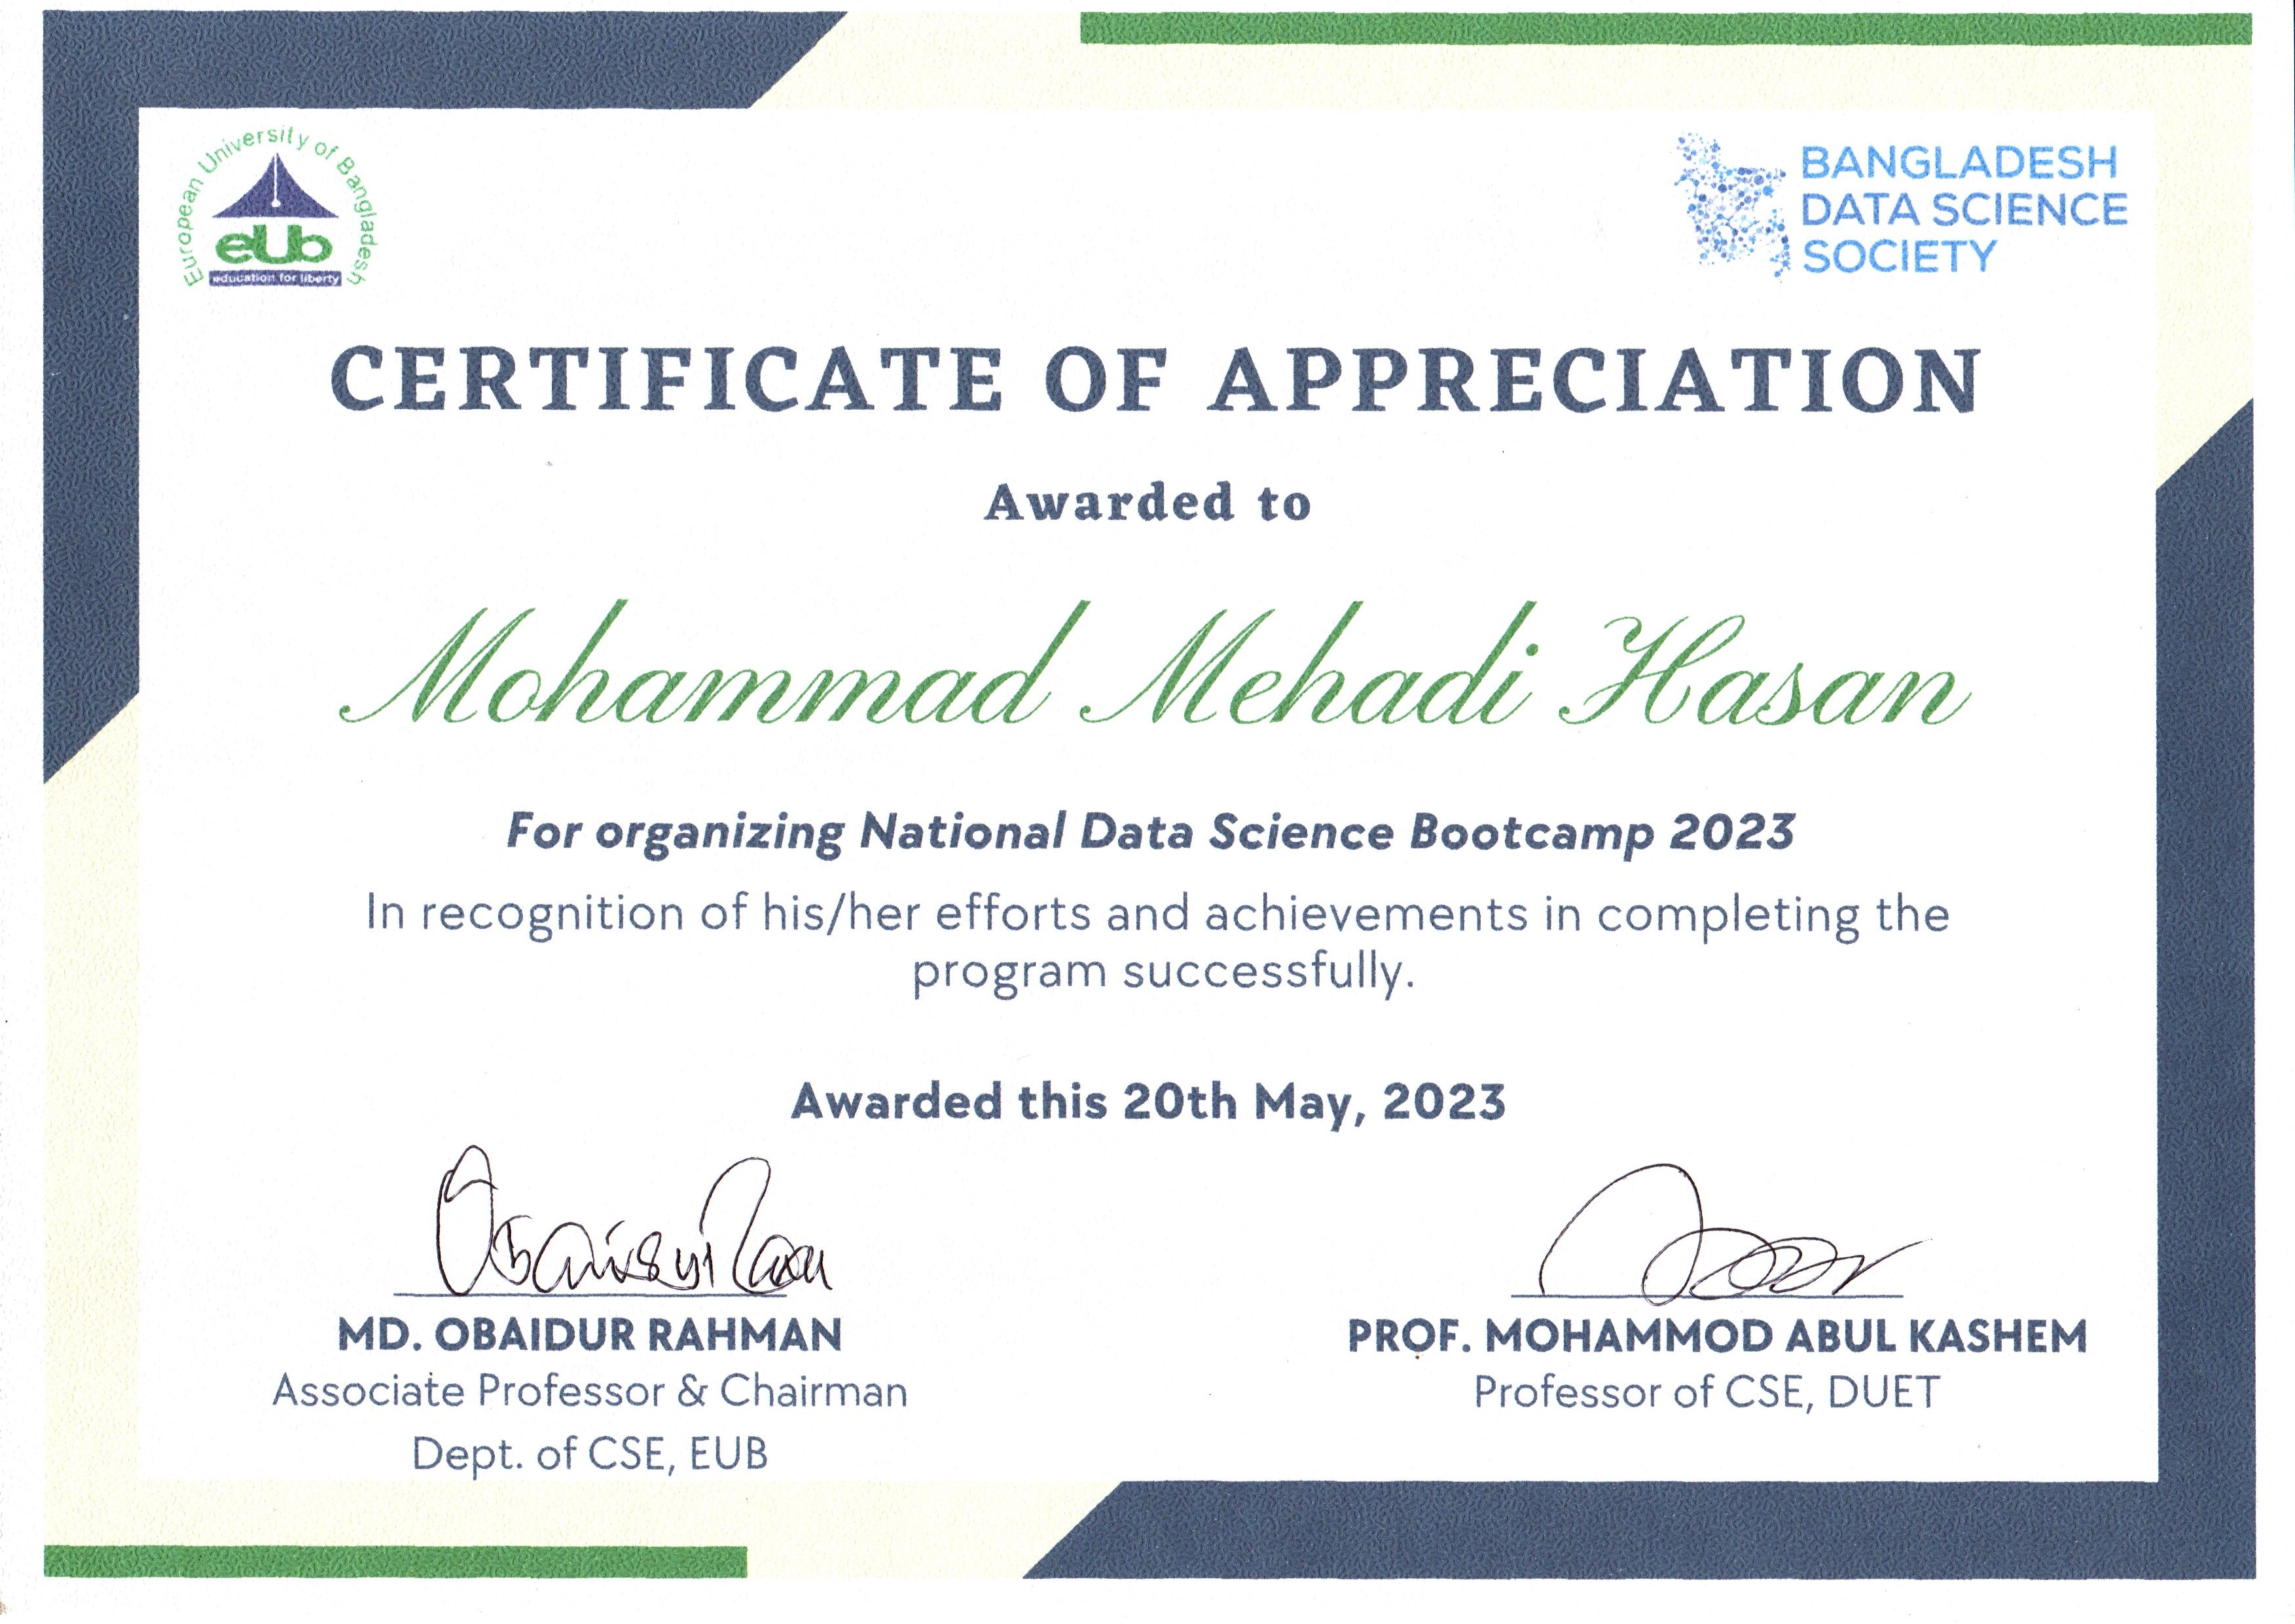 European University of Bangladesh
eUb
education for liberty
BANGLADESH
DATA SCIENCE
SOCIETY
CERTIFICATE OF APPRECIATION
Awarded to
Mohammad Mehadi Hasan
For organizing National Data Science Bootcamp 2023
In recognition of his/her efforts and achievements in completing the
program successfully.
Awarded this 20th May, 2023
MD. OBAIDUR RAHMAN
Associate Professor & Chairman
Dept. of CSE, EUB
PROF. MOHAMMOD ABUL KASHEM
Professor of CSE, DUET